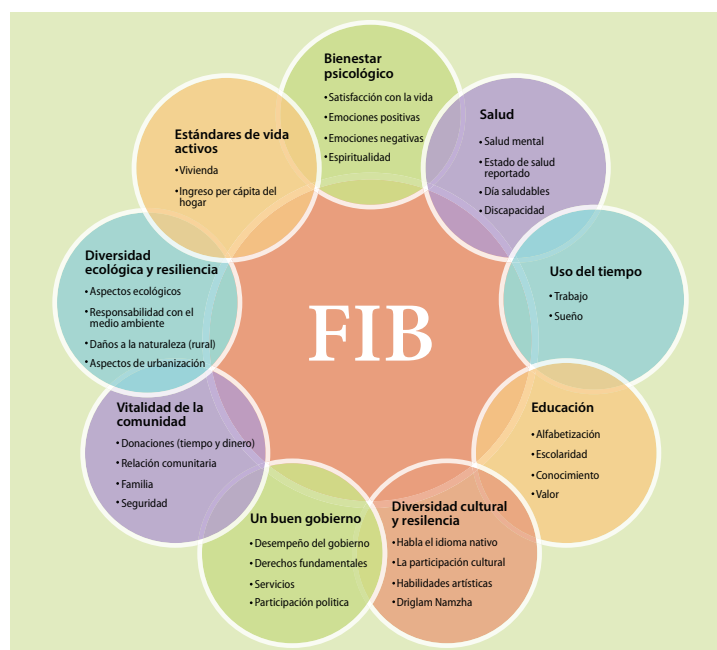 Bienestar
psicológico
•Satisfacción con la vida
•Emociones positivas
•Emociones negativas
•Espiritualidad
Salud
•Salud mental
•Estado de salud
reportado
•Día saludables
•Discapacidad
Uso del tiempo
•Trabajo
•Sueño
Educación
•Alfabetización
•Escolaridad
•Conocimiento
•Valor
Diversidad cultural
y resilencia
•Habla el idioma nativo
•La participación cultural
•Habilidades artísticas
•Driglam Namzha
Un buen gobierno
•Desempeño del gobierno
•Derechos fundamentales
•Servicios
•Participación politica
Vitalidad de la
comunidad
•Donaciones (tiempo y dinero)
•Relación comunitaria
•Familia
•Seguridad
Diversidad
ecológica y resiliencia
•Aspectos ecológicos
•Responsabilidad con el
medio ambiente
•Daños a la naturaleza (rural)
•Aspectos de urbanización
Estándares de vida
activos
•Vivienda
•Ingreso per cápita del
hogar
FIB